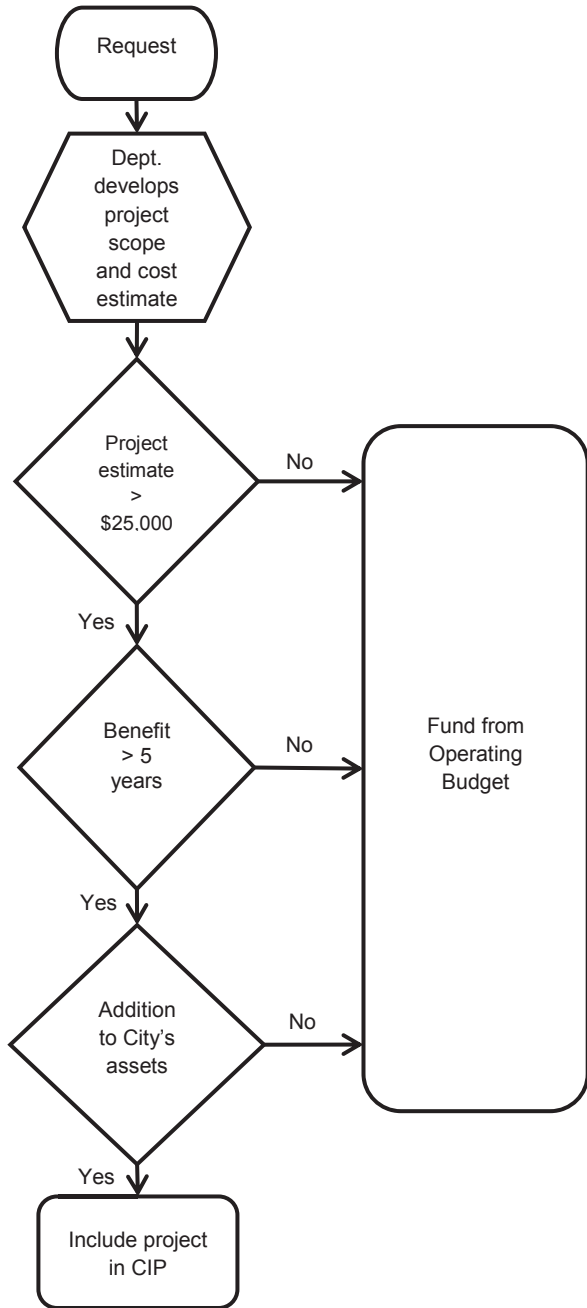 Request
Dept.
develops
project
scope
and cost
estimate
Project
estimate
>
$25,000
No
Yes
Benefit
> 5
years
No
Fund from
Operating
Budget
Yes
Addition
to City’s
assets
No
Yes
Include project
in CIP